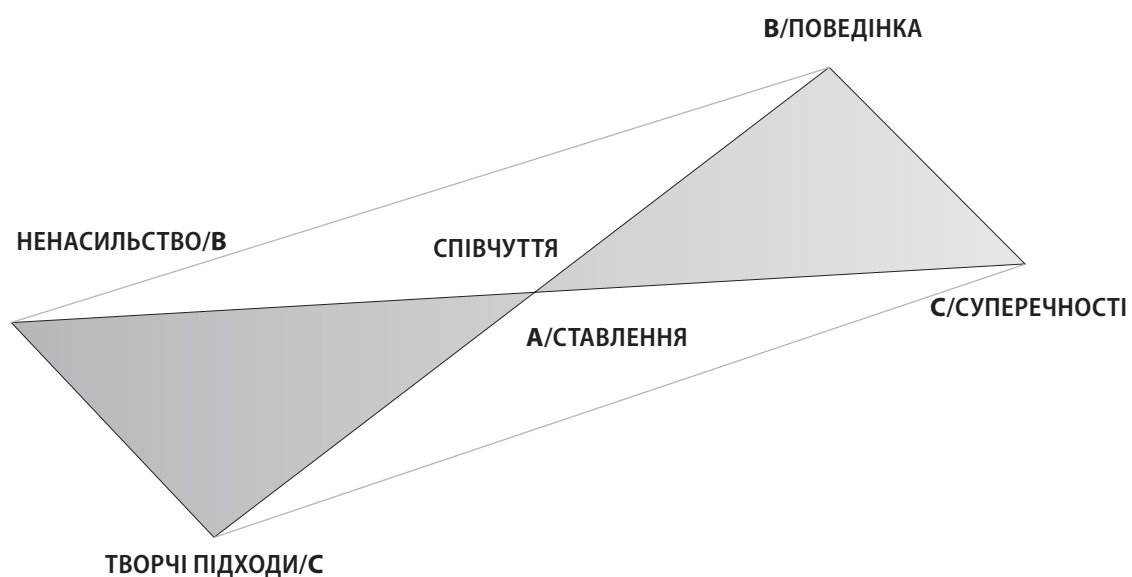 B/ПОВЕДІНКА
НЕНАСИЛЬСТВО/B
СПІВЧУТТЯ
C/СУПЕРЕЧНОСТІ
A/СТАВЛЕННЯ
ТВОРЧІ ПІДХОДИ/C